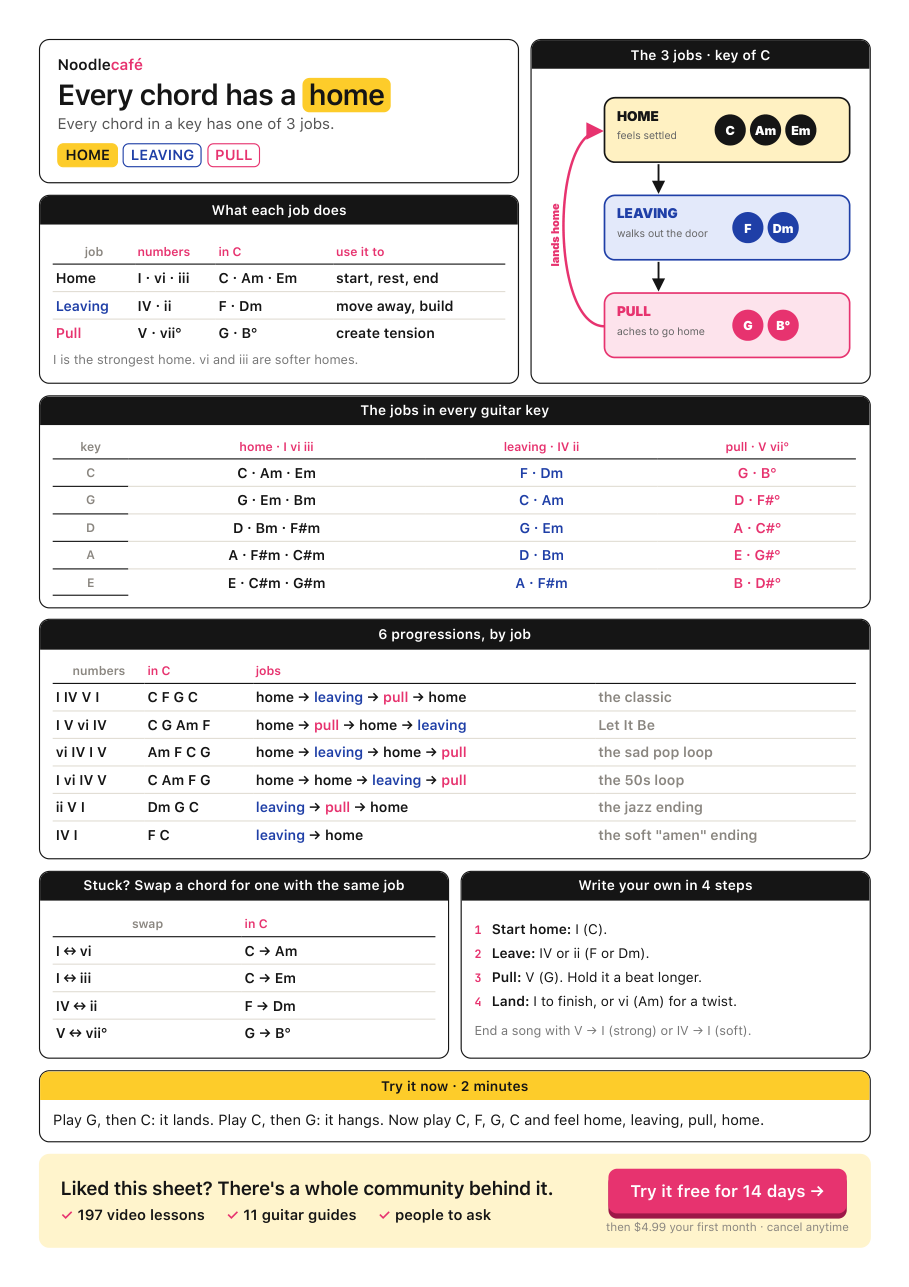 Noodlecafé
Every chord has a home
Every chord in a key has one of 3 jobs.
HOME LEAVING PULL
The 3 jobs · key of C
HOME
feels settled
C Am Em
LEAVING
walks out the door
F Dm
PULL
aches to go home
G B°
lands home
What each job does
job numbers in C use it to
Home I · vi · iii C · Am · Em start, rest, end
Leaving IV · ii F · Dm move away, build
Pull V · vii° G · B° create tension
I is the strongest home. vi and iii are softer homes.
The jobs in every guitar key
key home · I vi iii leaving · IV ii pull · V vii°
C C · Am · Em F · Dm G · B°
G G · Em · Bm C · Am D · F#°
D D · Bm · F#m G · Em A · C#°
A A · F#m · C#m D · Bm E · G#°
E E · C#m · G#m A · F#m B · D#°
6 progressions, by job
numbers in C jobs
I IV V I C F G C home → leaving → pull → home the classic
I V vi IV C G Am F home → pull → home → leaving Let It Be
vi IV I V Am F C G home → leaving → home → pull the sad pop loop
I vi IV V C Am F G home → home → leaving → pull the 50s loop
ii V I Dm G C leaving → pull → home the jazz ending
IV I F C leaving → home the soft "amen" ending
Stuck? Swap a chord for one with the same job
swap in C
I ↔ vi C → Am
I ↔ iii C → Em
IV ↔ ii F → Dm
V ↔ vii° G → B°
Write your own in 4 steps
1 Start home: I (C).
2 Leave: IV or ii (F or Dm).
3 Pull: V (G). Hold it a beat longer.
4 Land: I to finish, or vi (Am) for a twist.
End a song with V → I (strong) or IV → I (soft).
Try it now · 2 minutes
Play G, then C: it lands. Play C, then G: it hangs. Now play C, F, G, C and feel home, leaving, pull, home.
Liked this sheet? There's a whole community behind it.
✓ 197 video lessons ✓ 11 guitar guides ✓ people to ask
Try it free for 14 days →
then $4.99 your first month · cancel anytime